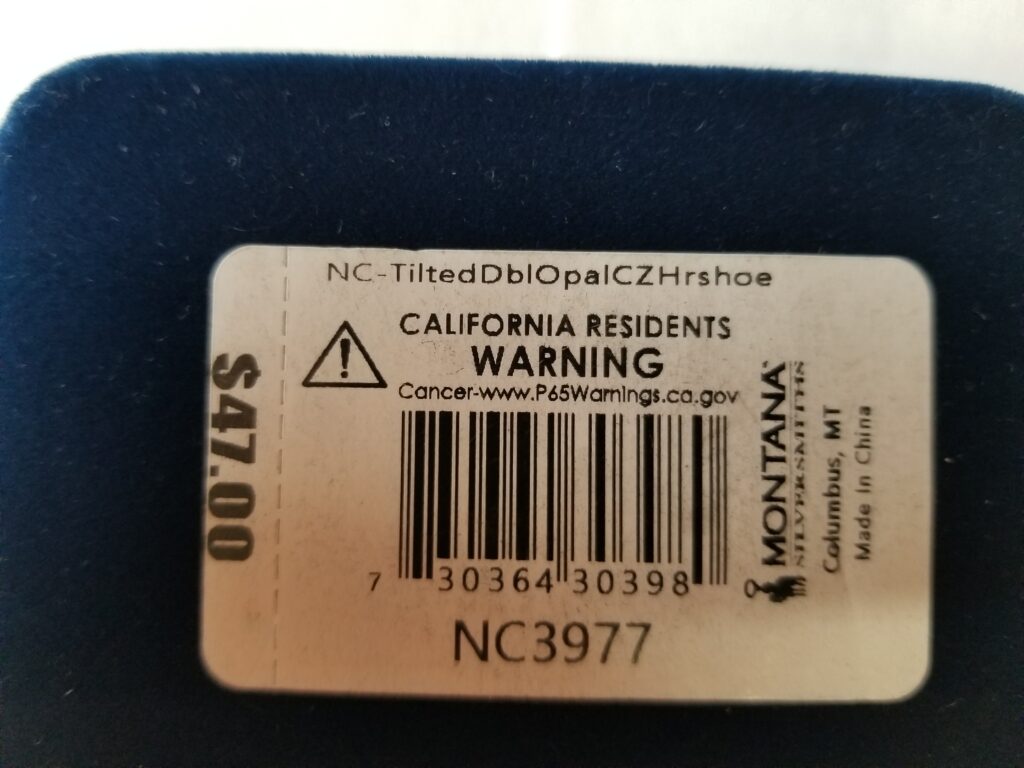 NC-TiltedDblOpalCZHrshoe
CALIFORNIA RESIDENTS
WARNING
Cancer-www.P65Warnings.ca.gov
7 30364 30398
NC3977
$47.00
MONTANA
SILVERSMITHS
Columbus, MT
Made In China